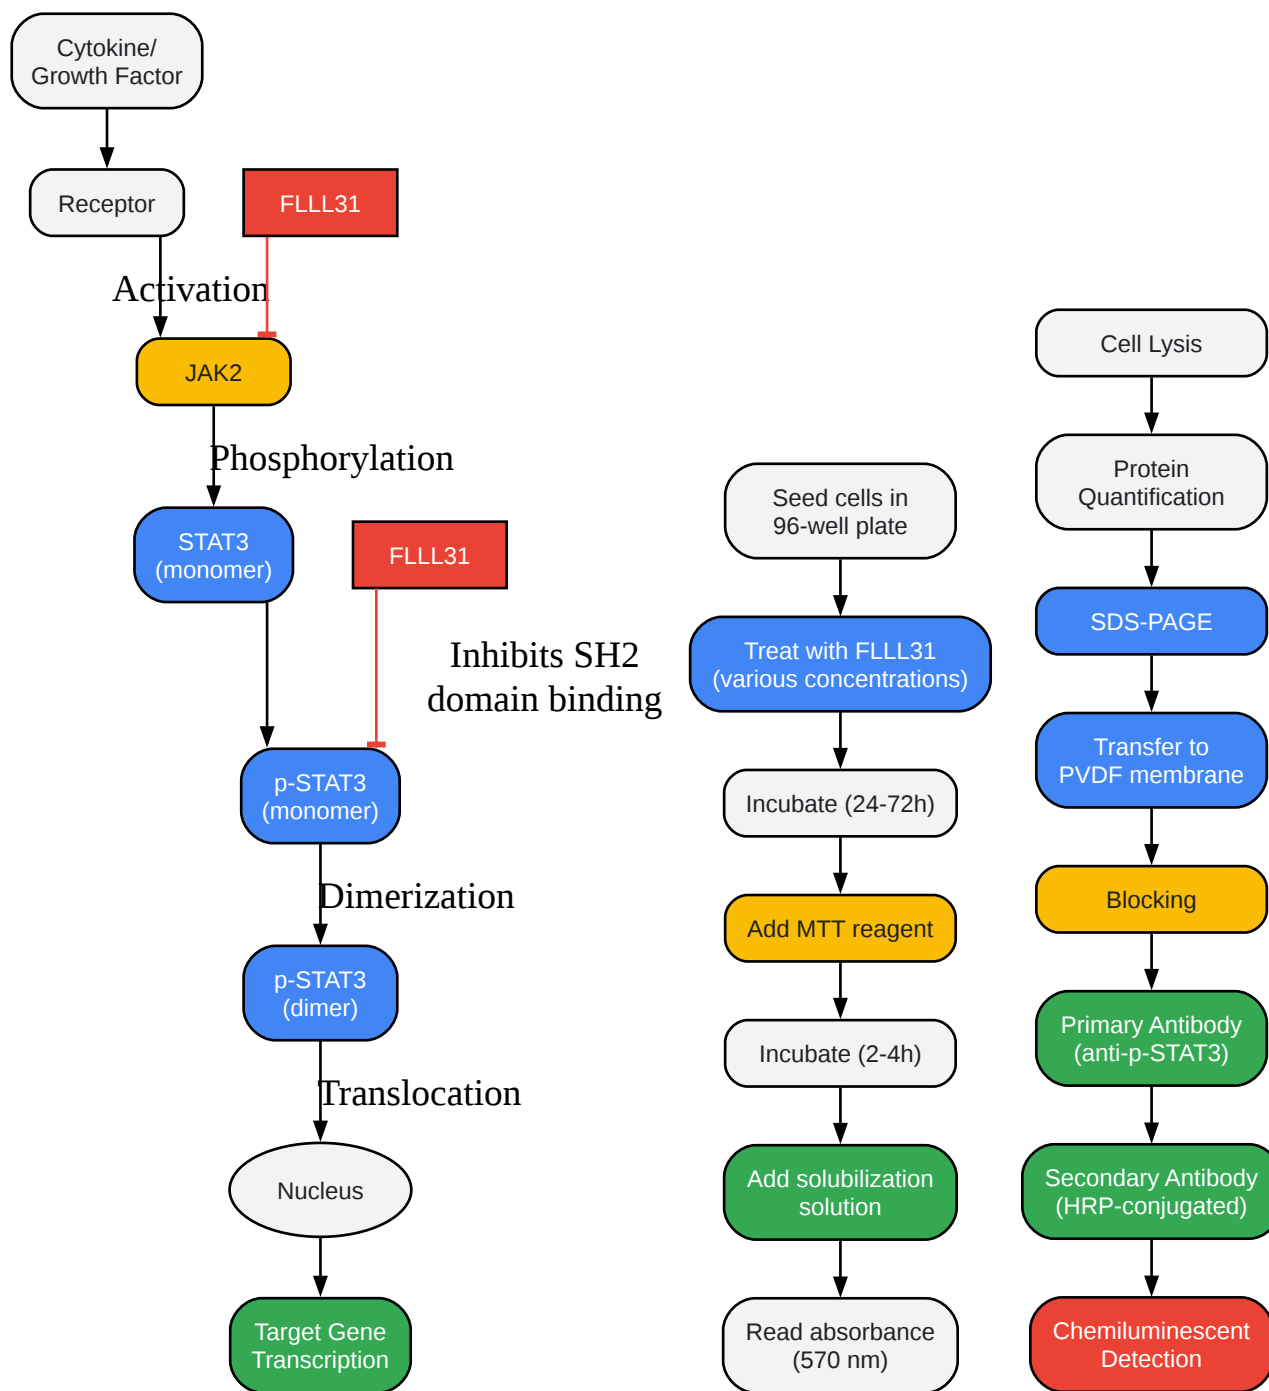 Cytokine/
Growth Factor
Receptor
FLLL31
Activation
JAK2
Phosphorylation
STAT3
(monomer)
FLLL31
Inhibits SH2
domain binding
p-STAT3
(monomer)
Dimerization
p-STAT3
(dimer)
Translocation
Nucleus
Target Gene
Transcription
Seed cells in
96-well plate
Treat with FLLL31
(various concentrations)
Incubate (24-72h)
Add MTT reagent
Incubate (2-4h)
Add solubilization
solution
Read absorbance
(570 nm)
Cell Lysis
Protein
Quantification
SDS-PAGE
Transfer to
PVDF membrane
Blocking
Primary Antibody
(anti-p-STAT3)
Secondary Antibody
(HRP-conjugated)
Chemiluminescent
Detection